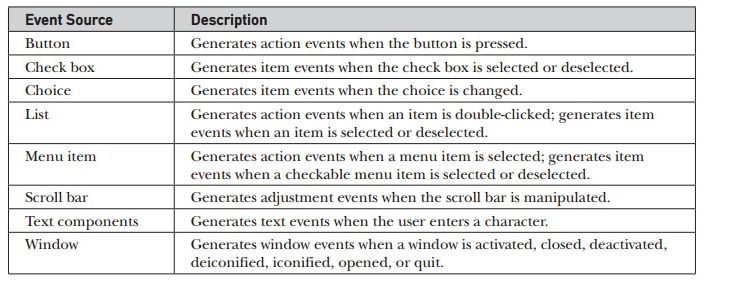 Event Source Description
Button Generates action events when the button is pressed.
Check box Generates item events when the check box is selected or deselected.
Choice Generates item events when the choice is changed.
List Generates action events when an item is double-clicked; generates item
events when an item is selected or deselected.
Menu item Generates action events when a menu item is selected; generates item
events when a checkable menu item is selected or deselected.
Scroll bar Generates adjustment events when the scroll bar is manipulated.
Text components Generates text events when the user enters a character.
Window Generates window events when a window is activated, closed, deactivated,
deiconified, iconified, opened, or quit.